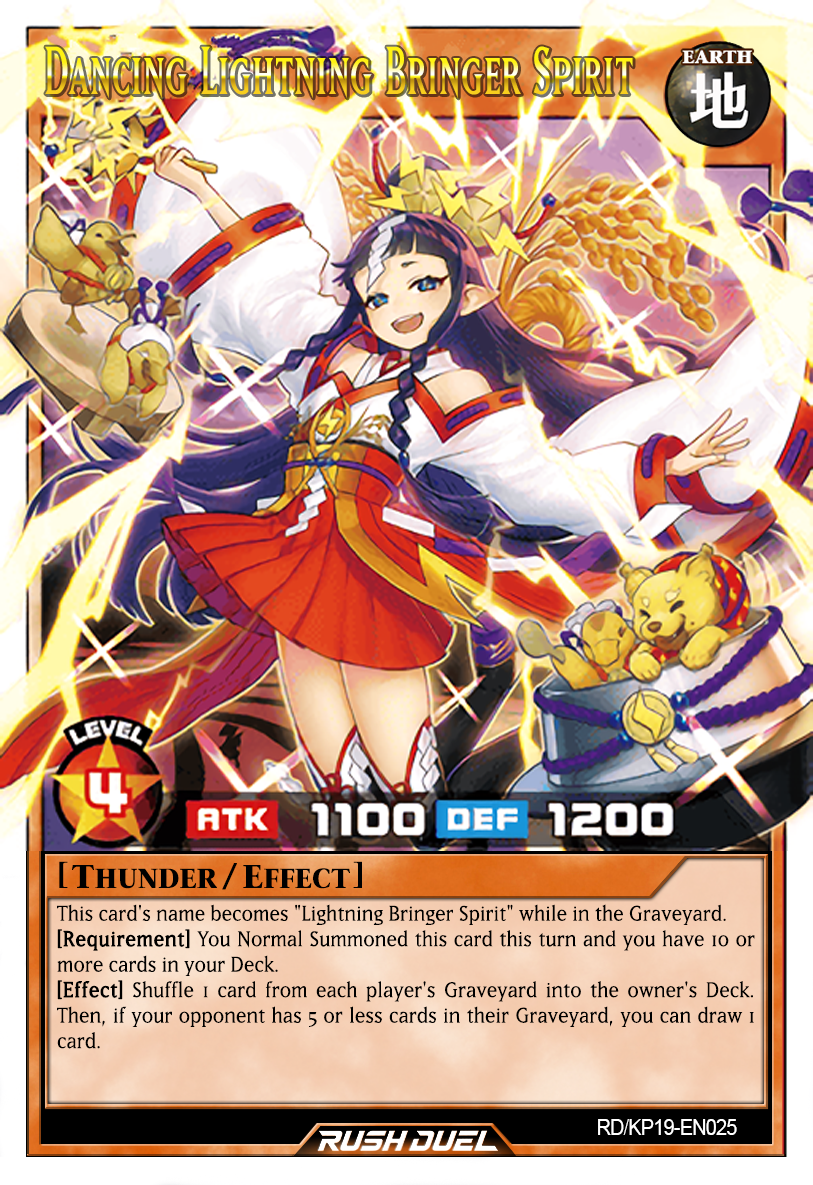 DANCING LIGHTNING BRINGER SPIRIT
EARTH
地
LEVEL
4
ATK 1100 DEF 1200
[THUNDER/EFFECT]
This card's name becomes "Lightning Bringer Spirit" while in the Graveyard.
[Requirement] You Normal Summoned this card this turn and you have 10 or
more cards in your Deck.
[Effect] Shuffle 1 card from each player's Graveyard into the owner's Deck.
Then, if your opponent has 5 or less cards in their Graveyard, you can draw 1
card.
RUSH DUEL
RD/KP19-EN025